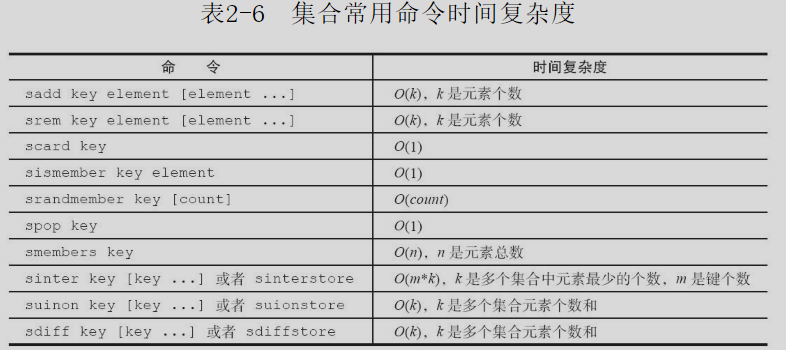 表2-6 集合常用命令时间复杂度
命 令 时间复杂度
sadd key element [element ...] O(k)，k 是元素个数
srem key element [element ...] O(k)，k 是元素个数
scard key O(1)
sismember key element O(1)
srandmember key [count] O(count)
spop key O(1)
smembers key O(n)，n 是元素总数
sinter key [key ...] 或者 sinterstore O(m*k)，k 是多个集合中元素最少的个数，m 是键个数
suinon key [key ...] 或者 suionstore O(k)，k 是多个集合元素个数和
sdiff key [key ...] 或者 sdiffstore O(k)，k 是多个集合元素个数和